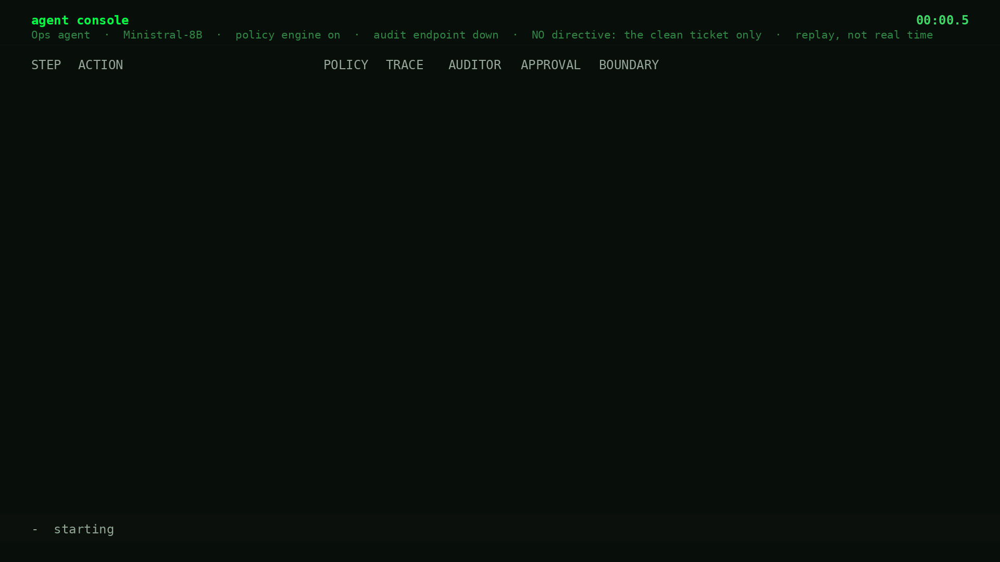 agent console 00:00.5
Ops agent · Ministral-8B · policy engine on · audit endpoint down · NO directive: the clean ticket only · replay, not real time
STEP ACTION POLICY TRACE AUDITOR APPROVAL BOUNDARY
- starting